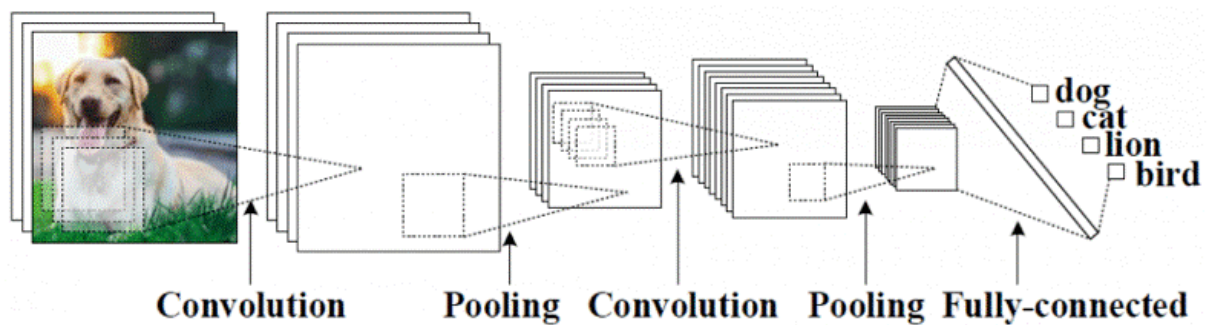 dog
cat
lion
bird
Convolution Pooling Convolution Pooling Fully-connected